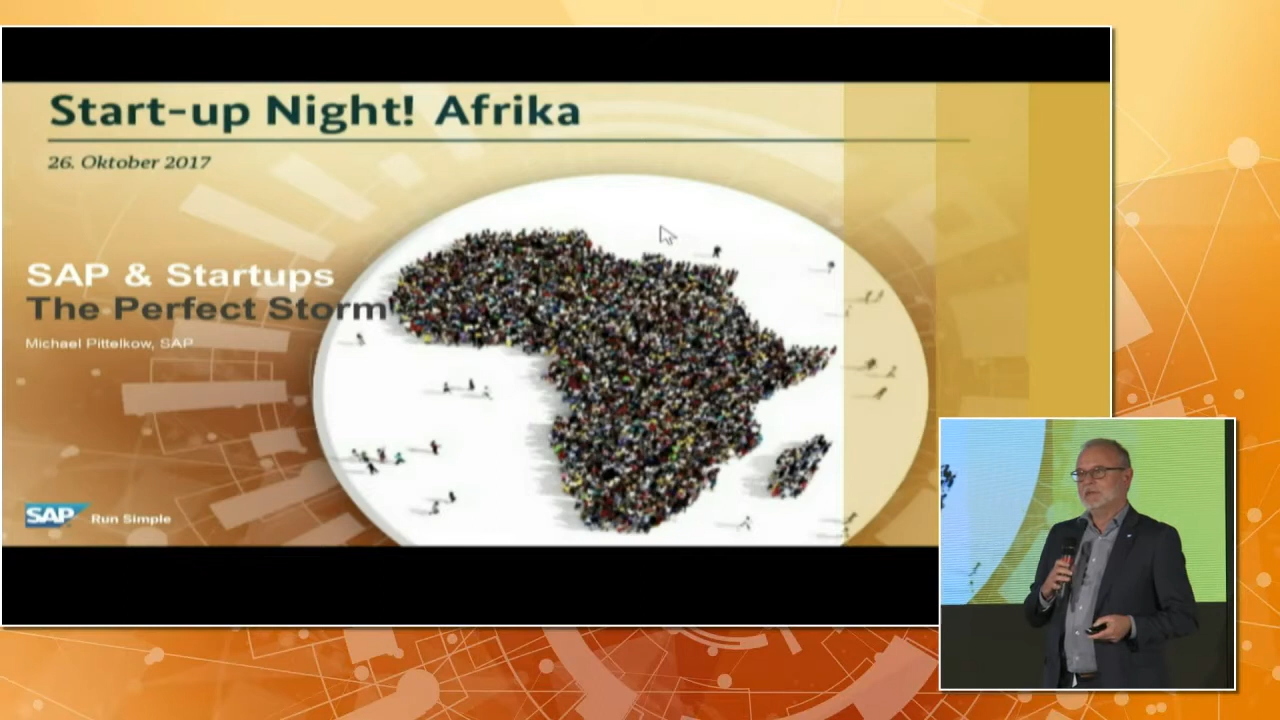 Start-up Night! Afrika
26. Oktober 2017
SAP & Startups
The Perfect Storm!
Michael Pittelkow, SAP
SAP Run Simple